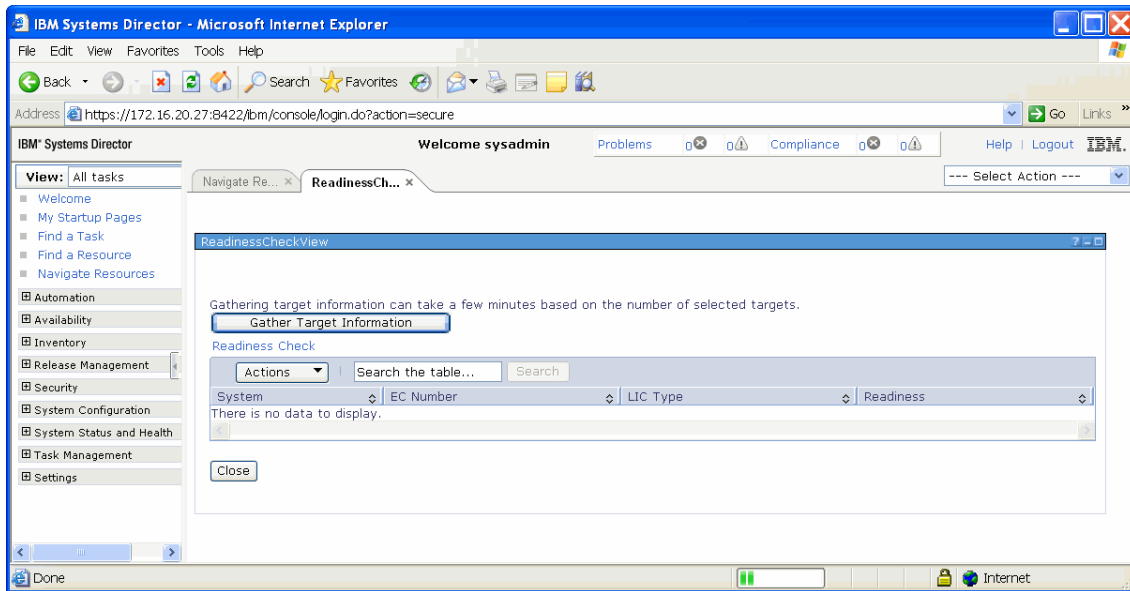 IBM Systems Director - Microsoft Internet Explorer
File Edit View Favorites Tools Help
Back Search Favorites
Address https://172.16.20.27:8422/ibm/console/login.do?action=secure Go Links »
IBM® Systems Director Welcome sysadmin Problems 0 0 Compliance 0 0 Help | Logout IBM.
View: All tasks
Navigate Re... × ReadinessCh... × --- Select Action ---
Welcome
My Startup Pages
Find a Task
Find a Resource
Navigate Resources
Automation
Availability
Inventory
Release Management
Security
System Configuration
System Status and Health
Task Management
Settings
ReadinessCheckView ?
Gathering target information can take a few minutes based on the number of selected targets.
Gather Target Information
Readiness Check
Actions Search the table... Search
System EC Number LIC Type Readiness
There is no data to display.
Close
Done Internet